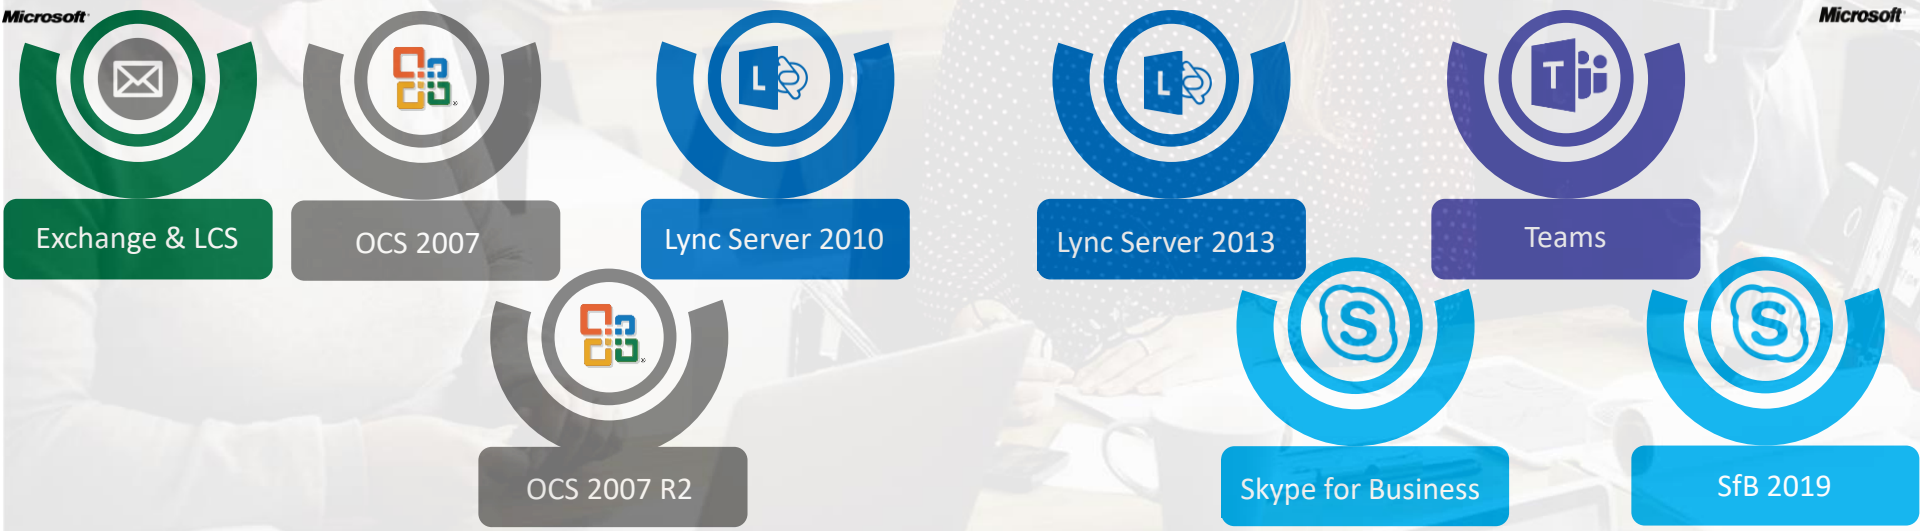 Microsoft
Microsoft
Exchange & LCS
OCS 2007
Lync Server 2010
Lync Server 2013
Teams
OCS 2007 R2
Skype for Business
SfB 2019
L
L
T
S
S